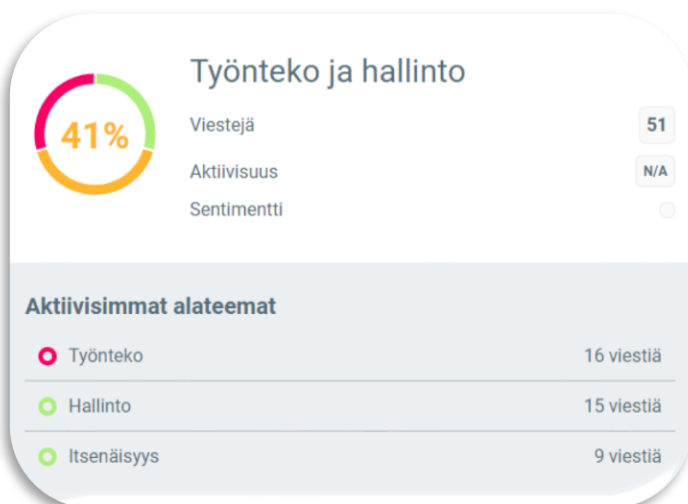 41%
Työnteko ja hallinto
Viestejä 51
Aktiivisuus N/A
Sentimentti
Aktiivisimmat alateemat
Työnteko 16 viestiä
Hallinto 15 viestiä
Itsenäisyys 9 viestiä